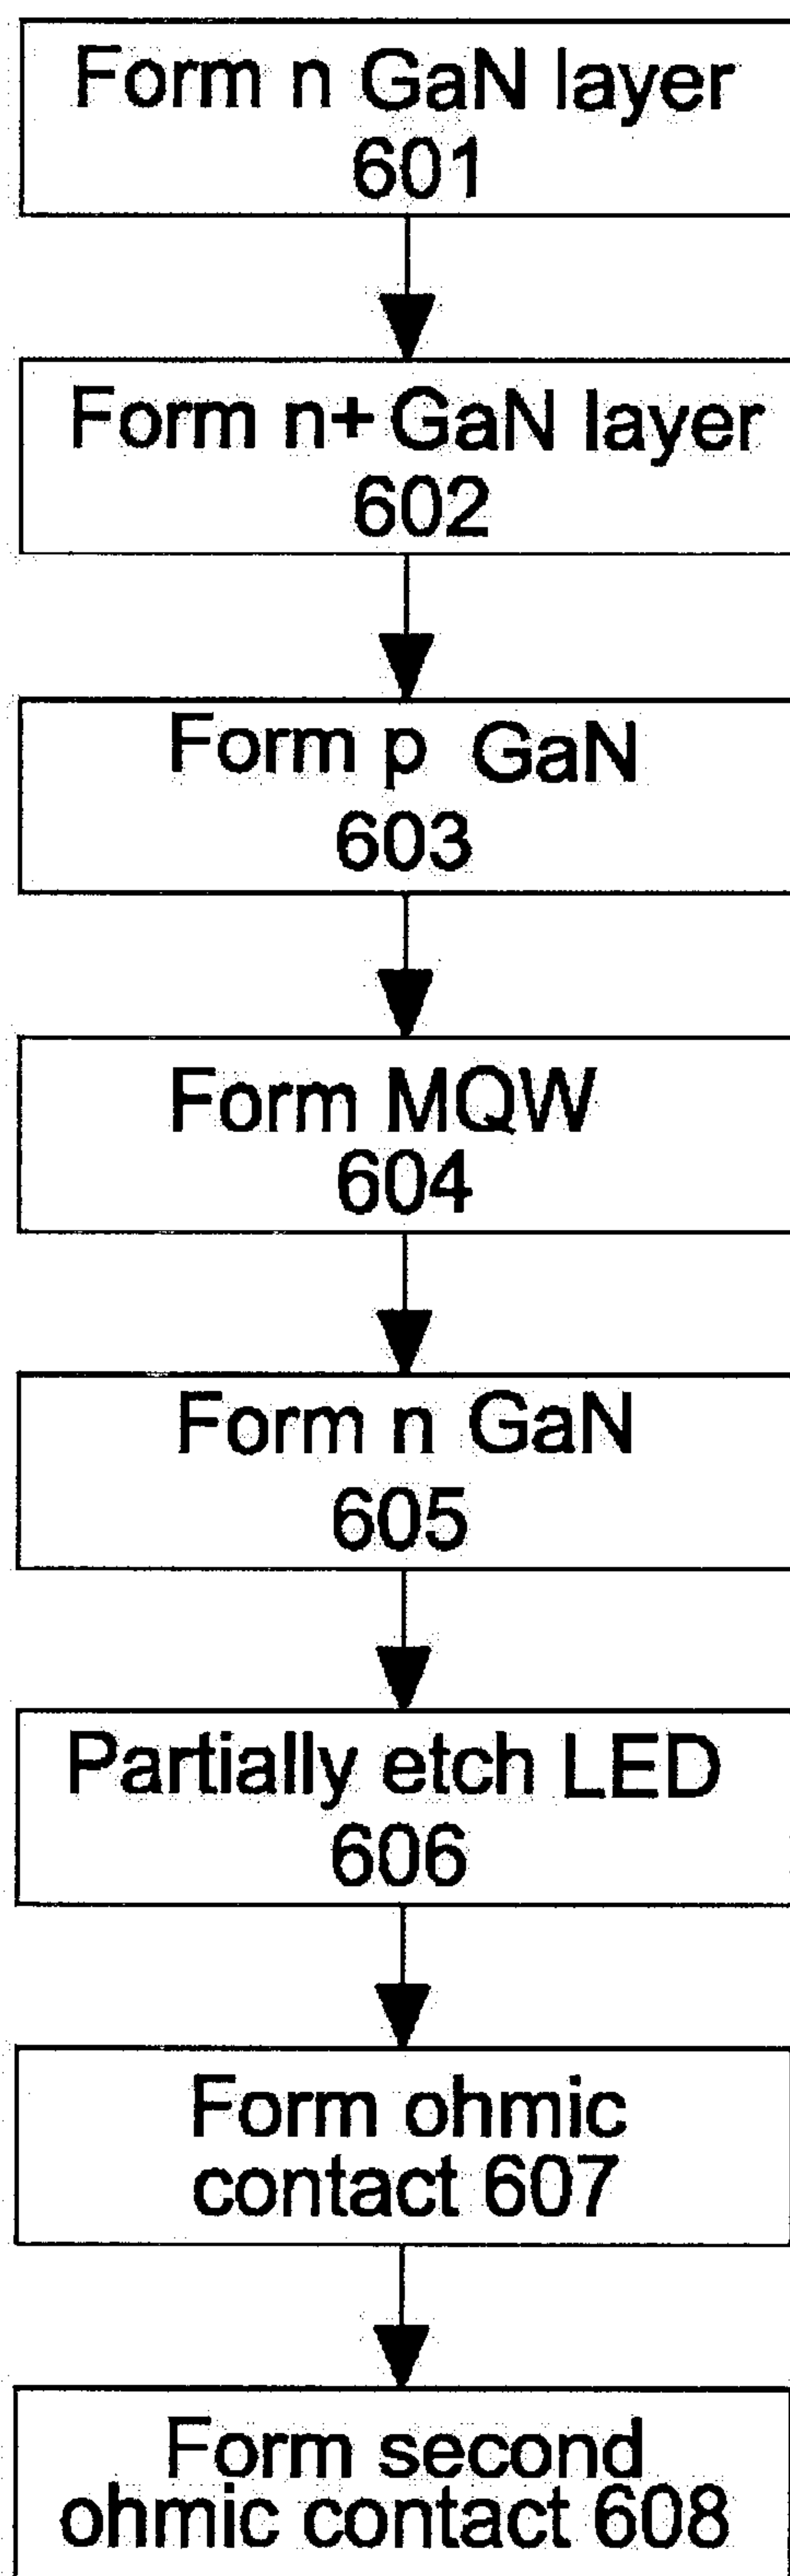 Form n GaN layer
601
Form n+ GaN layer
602
Form p GaN
603
Form MQW
604
Form n GaN
605
Partially etch LED
606
Form ohmic
contact 607
Form second
ohmic contact 608